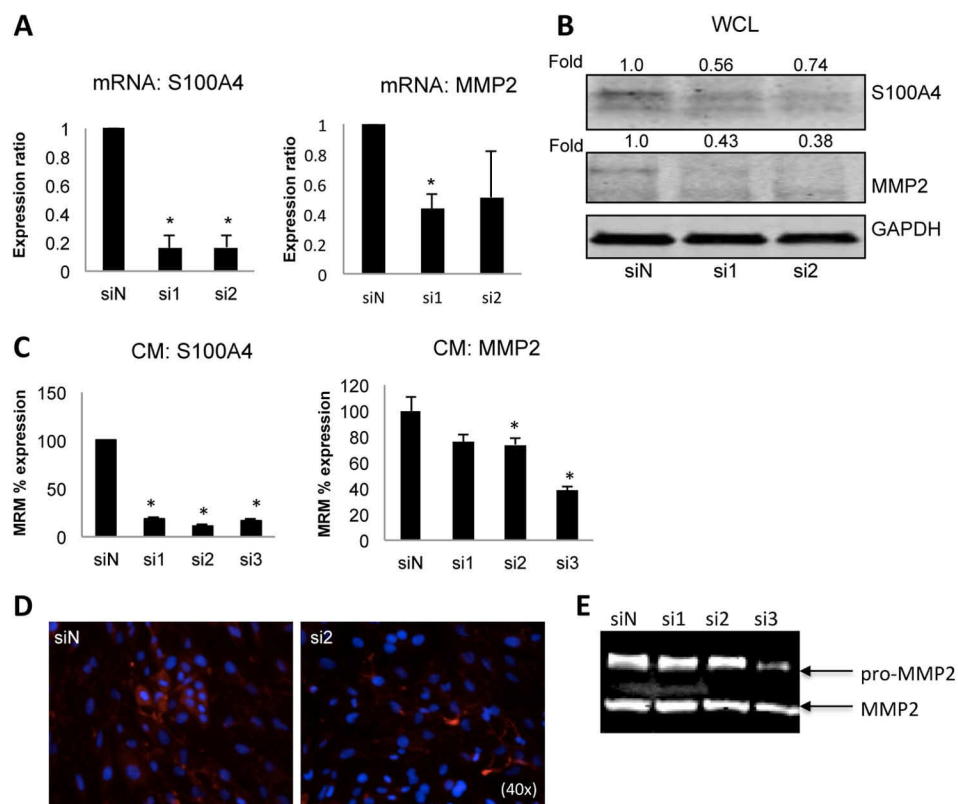 A
mRNA: S100A4
Expression ratio
1
0.8
0.6
0.4
0.2
0
* *
siN si1 si2
mRNA: MMP2
Expression ratio
1
0.8
0.6
0.4
0.2
0
*
siN si1 si2
B
WCL
Fold 1.0 0.56 0.74
S100A4
Fold 1.0 0.43 0.38
MMP2
GAPDH
siN si1 si2
C
CM: S100A4
MRM % expression
150
100
50
0
* * *
siN si1 si2 si3
CM: MMP2
MRM % expression
120
100
80
60
40
20
0
* *
siN si1 si2 si3
D
siN
si2
(40x)
E
siN si1 si2 si3
pro-MMP2
MMP2